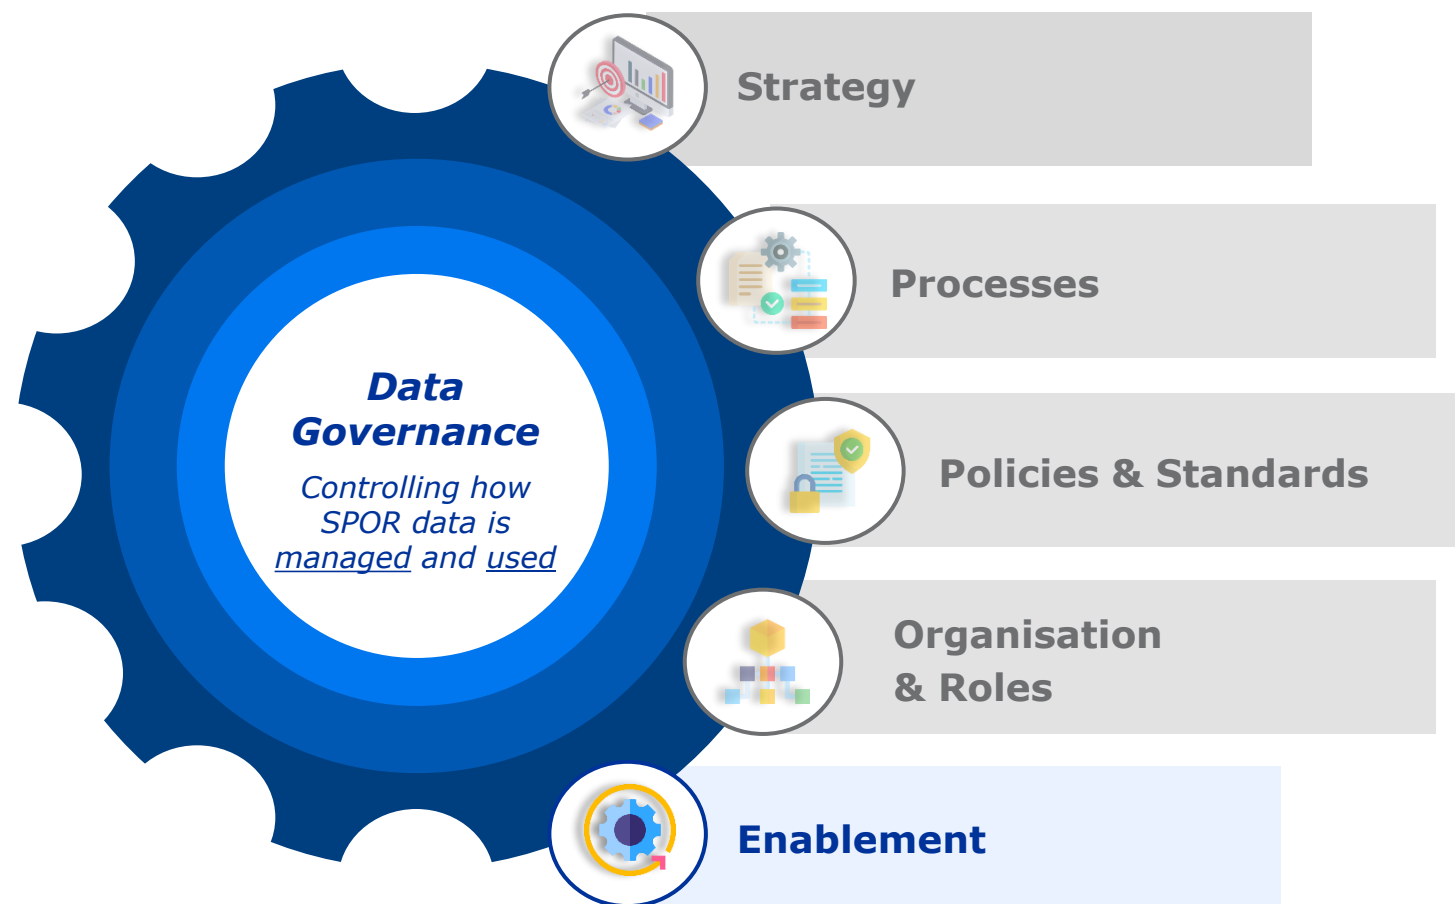 Strategy
Processes
Data
Governance
Controlling how
SPOR data is
managed and used
Policies & Standards
Organisation
& Roles
Enablement